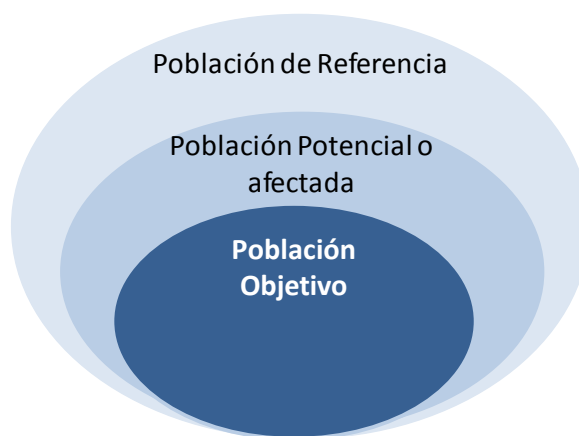 Población de Referencia
Población Potencial o
afectada
Población
Objetivo